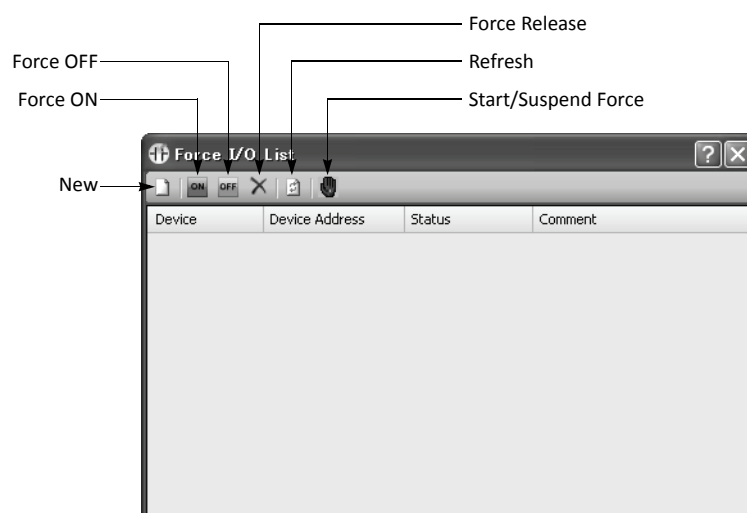 Force Release
Force OFF
Refresh
Force ON
Start/Suspend Force
Force I/O List
?
New
ON OFF
Device Device Address Status Comment